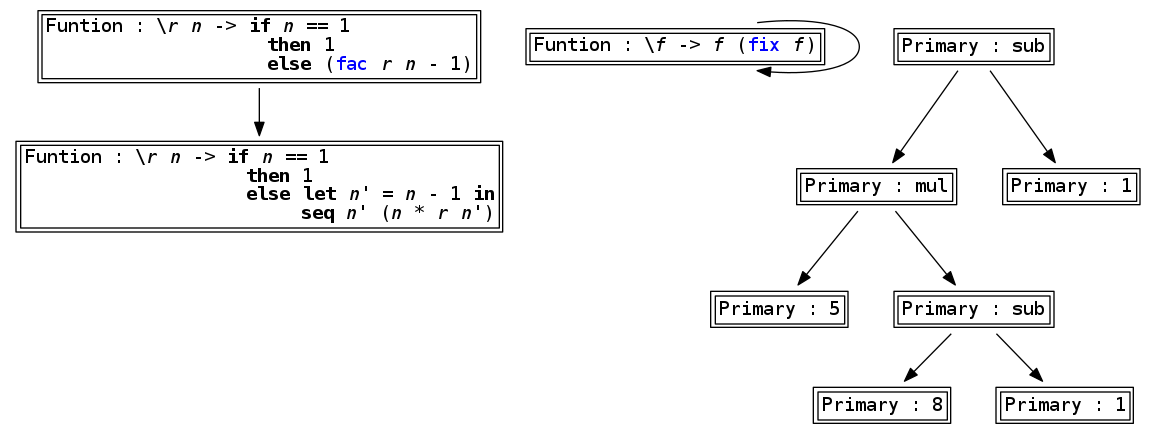 Funtion : \r n -> if n == 1
then 1
else (fac r n - 1)
Funtion : \r n -> if n == 1
then 1
else let n' = n - 1 in
seq n' (n * r n')
Funtion : \f -> f (fix f)
Primary : sub
Primary : mul
Primary : 1
Primary : 5
Primary : sub
Primary : 8
Primary : 1